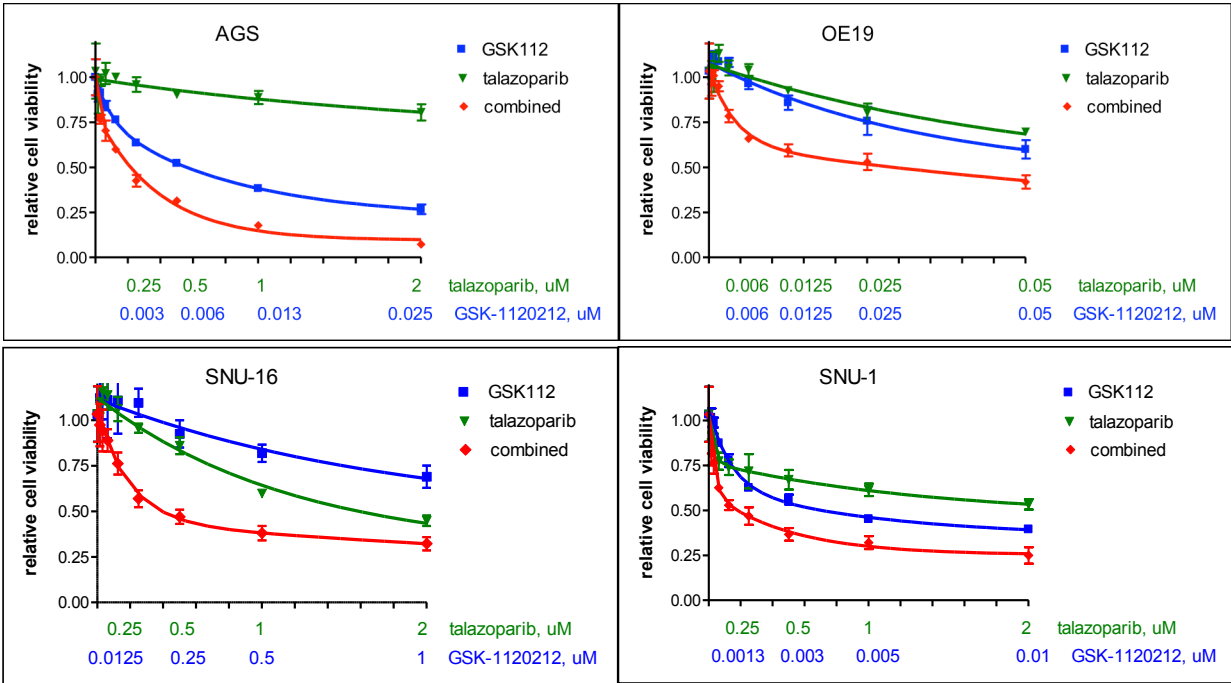 AGS
GSK112
talazoparib
combined
relative cell viability
1.00
0.75
0.50
0.25
0.00
0.25 0.5 1 2 talazoparib, uM
0.003 0.006 0.013 0.025 GSK-1120212, uM
OE19
GSK112
talazoparib
combined
relative cell viability
1.00
0.75
0.50
0.25
0.00
0.006 0.0125 0.025 0.05 talazoparib, uM
0.006 0.0125 0.025 0.05 GSK-1120212, uM
SNU-16
GSK112
talazoparib
combined
relative cell viability
1.00
0.75
0.50
0.25
0.00
0.25 0.5 1 2 talazoparib, uM
0.0125 0.25 0.5 1 GSK-1120212, uM
SNU-1
GSK112
talazoparib
combined
relative cell viability
1.00
0.75
0.50
0.25
0.00
0.25 0.5 1 2 talazoparib, uM
0.0013 0.003 0.005 0.01 GSK-1120212, uM